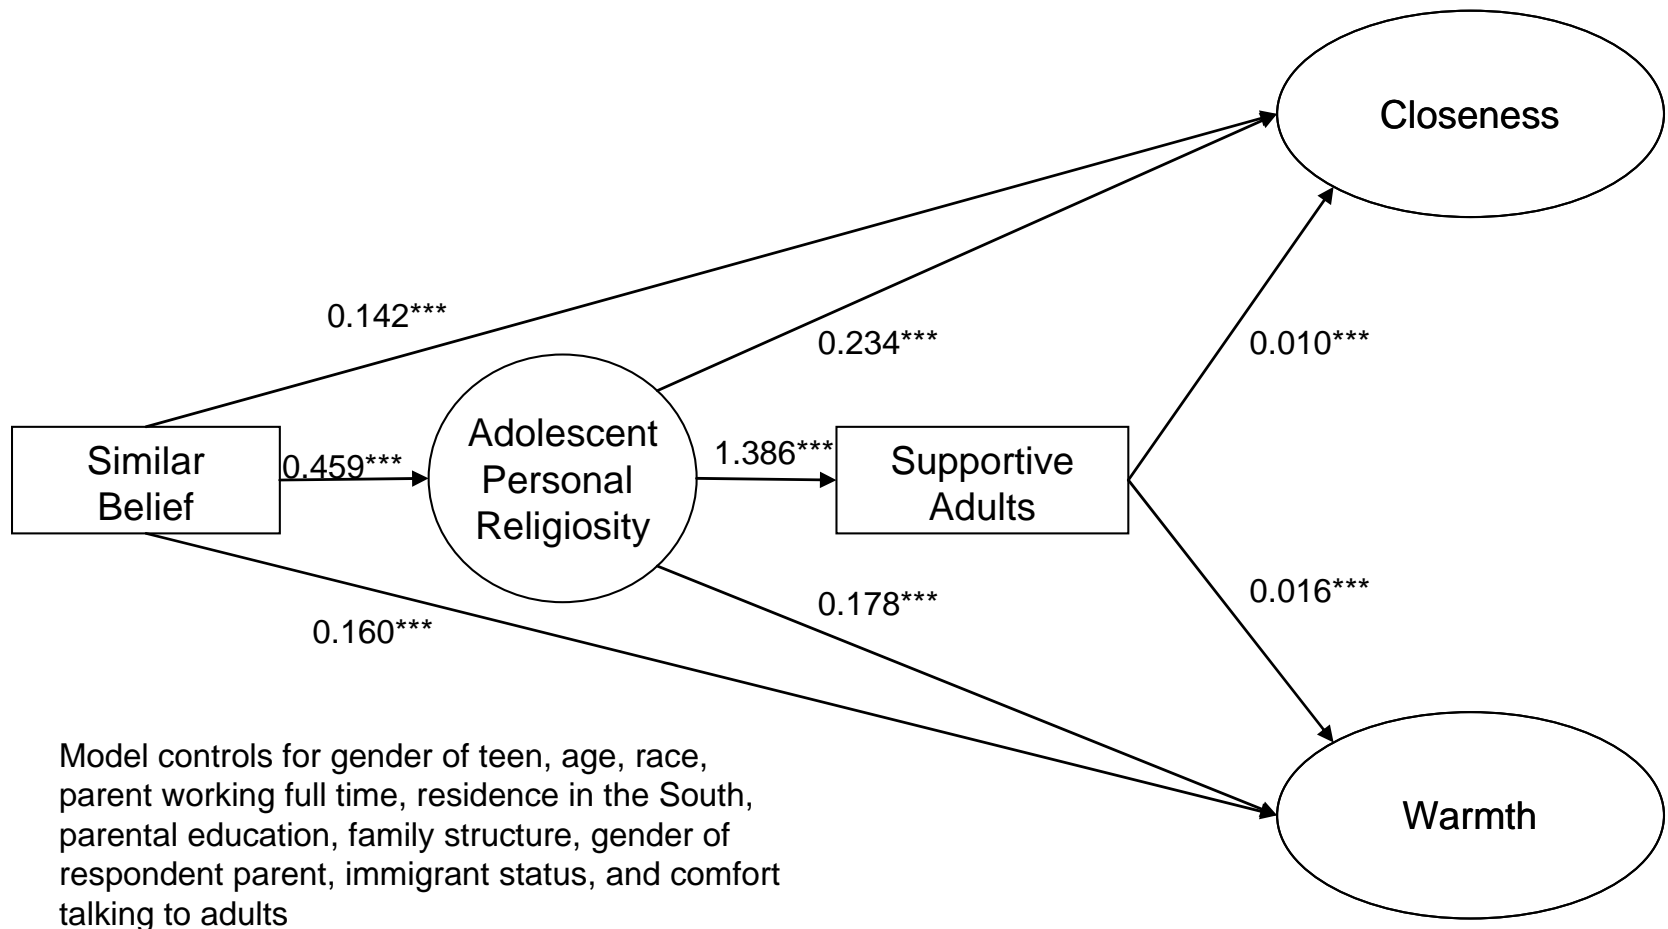 Closeness
0.142***
0.234***
0.010***
Similar
Belief
0.459***
Adolescent
Personal
Religiosity
1.386***
Supportive
Adults
0.160***
0.178***
0.016***
Model controls for gender of teen, age, race,
parent working full time, residence in the South,
parental education, family structure, gender of
respondent parent, immigrant status, and comfort
talking to adults
Warmth